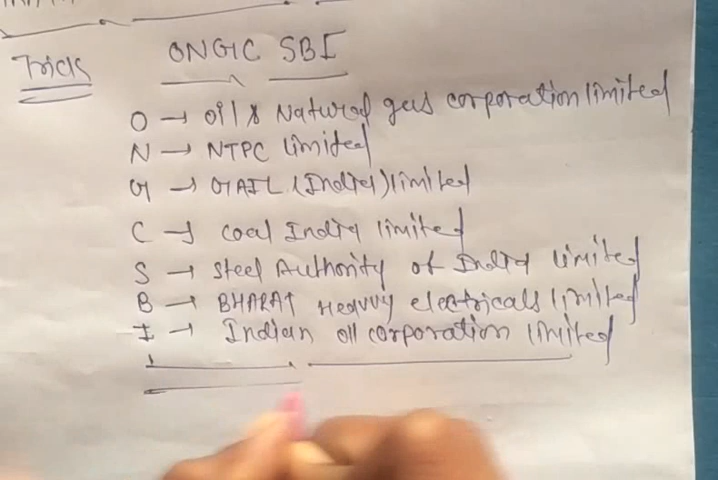 Trick ONGC SBI
O → Oil & Natural gas corporation limited
N → NTPC Limited
G → GAIL (India) limited
C → coal India limited
S → Steel Authority of India limited
B → BHARAT Heavvy electricals limited
I → Indian oil corporation limited